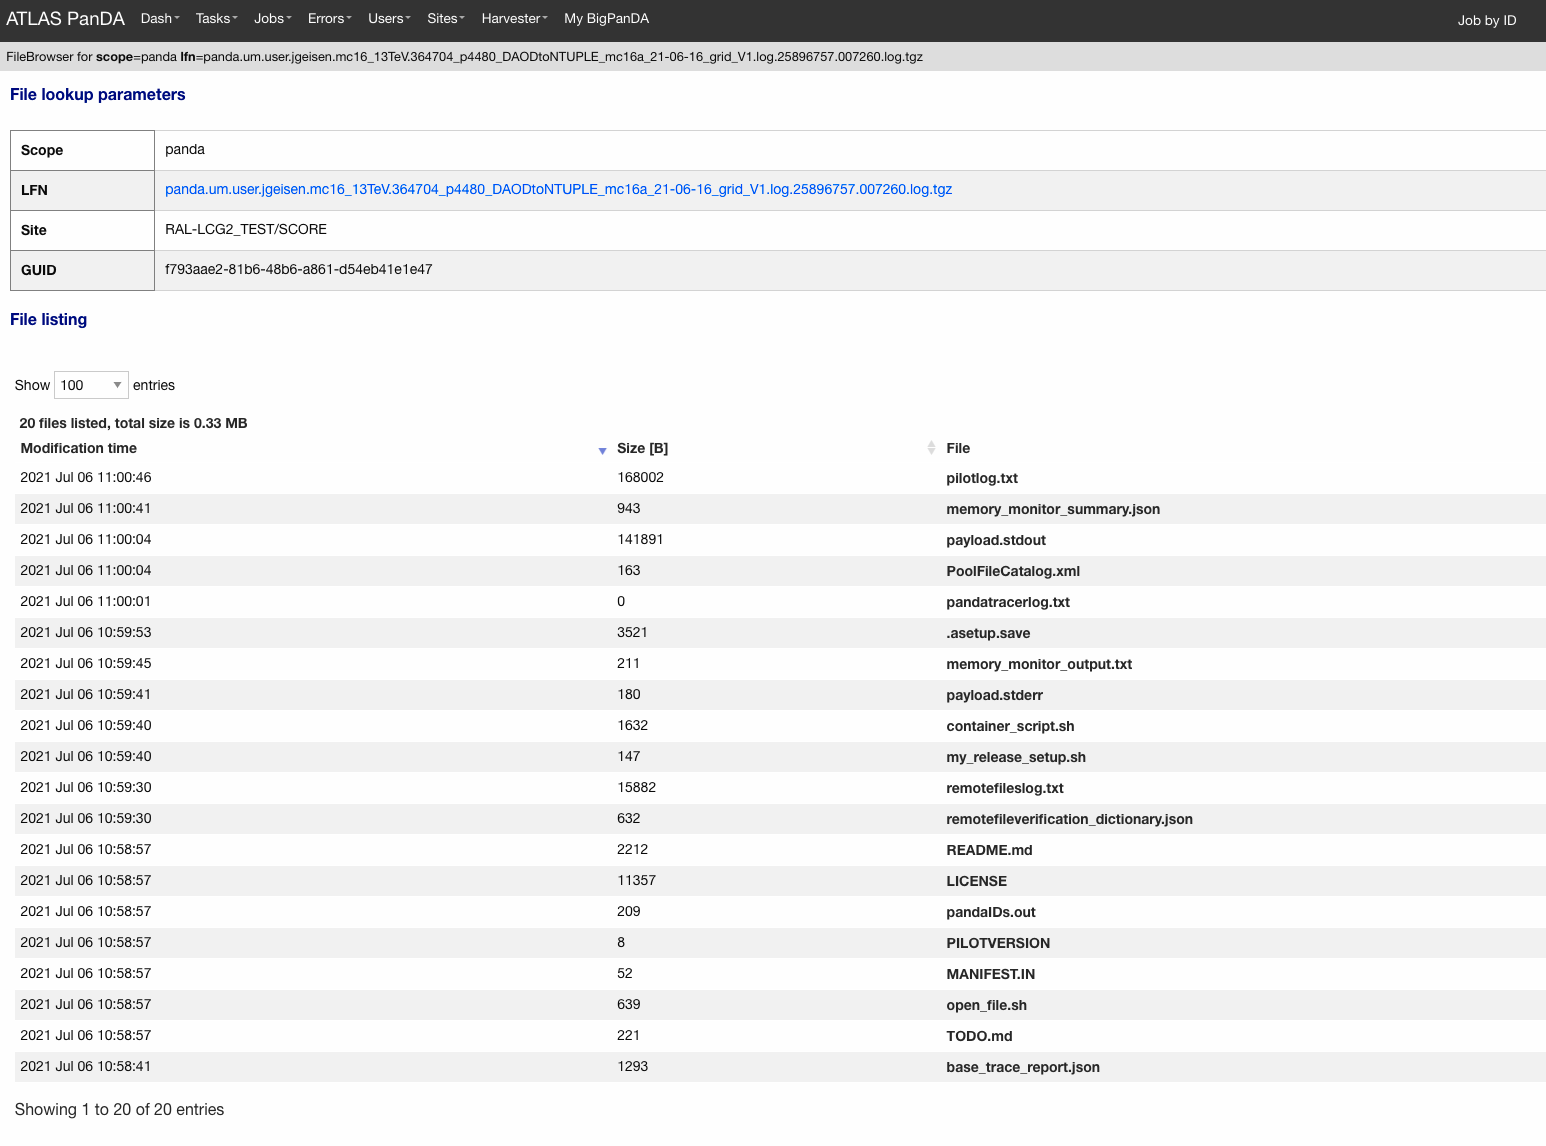 ATLAS PanDA Dash Tasks Jobs Errors Users Sites Harvester My BigPanDA Job by ID
FileBrowser for scope=panda lfn=panda.um.user.jgeisen.mc16_13TeV.364704_p4480_DAODtoNTUPLE_mc16a_21-06-16_grid_V1.log.25896757.007260.log.tgz
File lookup parameters
Scope panda
LFN panda.um.user.jgeisen.mc16_13TeV.364704_p4480_DAODtoNTUPLE_mc16a_21-06-16_grid_V1.log.25896757.007260.log.tgz
Site RAL-LCG2_TEST/SCORE
GUID f793aae2-81b6-48b6-a861-d54eb41e1e47
File listing
Show 100 entries
20 files listed, total size is 0.33 MB
Modification time Size [B] File
2021 Jul 06 11:00:46 168002 pilotlog.txt
2021 Jul 06 11:00:41 943 memory_monitor_summary.json
2021 Jul 06 11:00:04 141891 payload.stdout
2021 Jul 06 11:00:04 163 PoolFileCatalog.xml
2021 Jul 06 11:00:01 0 pandatracerlog.txt
2021 Jul 06 10:59:53 3521 .asetup.save
2021 Jul 06 10:59:45 211 memory_monitor_output.txt
2021 Jul 06 10:59:41 180 payload.stderr
2021 Jul 06 10:59:40 1632 container_script.sh
2021 Jul 06 10:59:40 147 my_release_setup.sh
2021 Jul 06 10:59:30 15882 remotefileslog.txt
2021 Jul 06 10:59:30 632 remotefileverification_dictionary.json
2021 Jul 06 10:58:57 2212 README.md
2021 Jul 06 10:58:57 11357 LICENSE
2021 Jul 06 10:58:57 209 pandaIDs.out
2021 Jul 06 10:58:57 8 PILOTVERSION
2021 Jul 06 10:58:57 52 MANIFEST.IN
2021 Jul 06 10:58:57 639 open_file.sh
2021 Jul 06 10:58:57 221 TODO.md
2021 Jul 06 10:58:41 1293 base_trace_report.json
Showing 1 to 20 of 20 entries